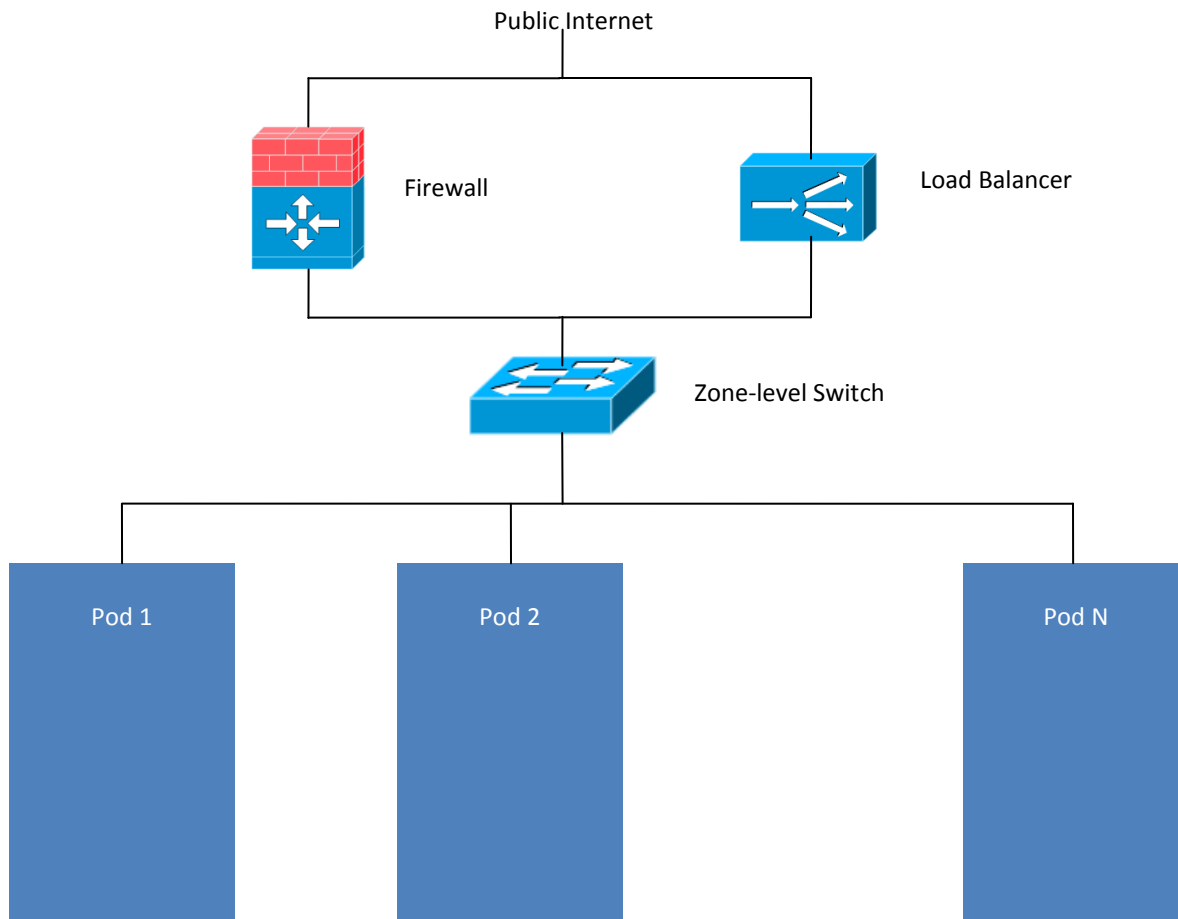 Public Internet
Firewall
Load Balancer
Zone-level Switch
Pod 1
Pod 2
Pod N